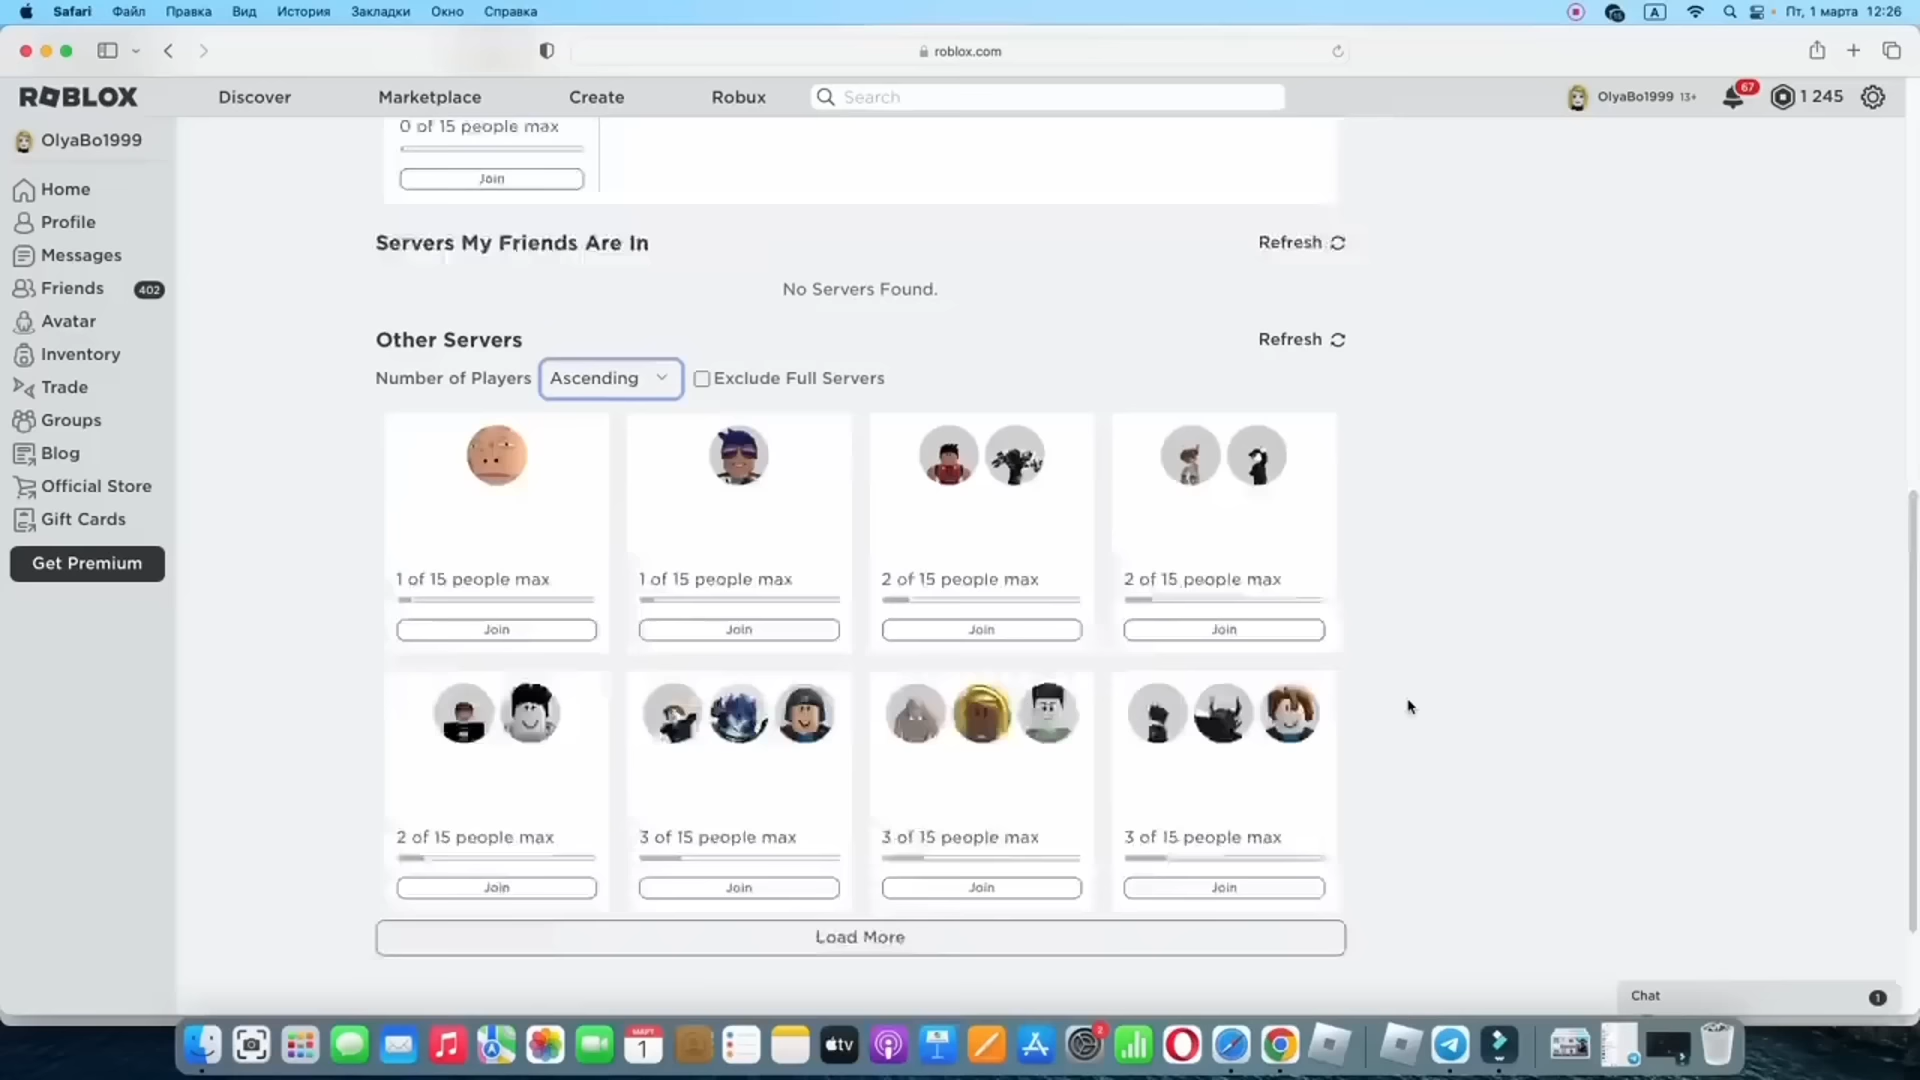 Safari Файл Правка Вид История Закладки Окно Справка
A Пт, 1 марта 12:26
roblox.com
ROBLOX Discover Marketplace Create Robux Search OlyaBo1999 13+ 67 1 245
OlyaBo1999
Home
Profile
Messages
Friends 402
Avatar
Inventory
Trade
Groups
Blog
Official Store
Gift Cards
Get Premium
0 of 15 people max
Join
Servers My Friends Are In Refresh
No Servers Found.
Other Servers Refresh
Number of Players Ascending Exclude Full Servers
1 of 15 people max 1 of 15 people max 2 of 15 people max 2 of 15 people max
Join Join Join Join
2 of 15 people max 3 of 15 people max 3 of 15 people max 3 of 15 people max
Join Join Join Join
Load More
Chat 1
МАРТ
1
tv
2